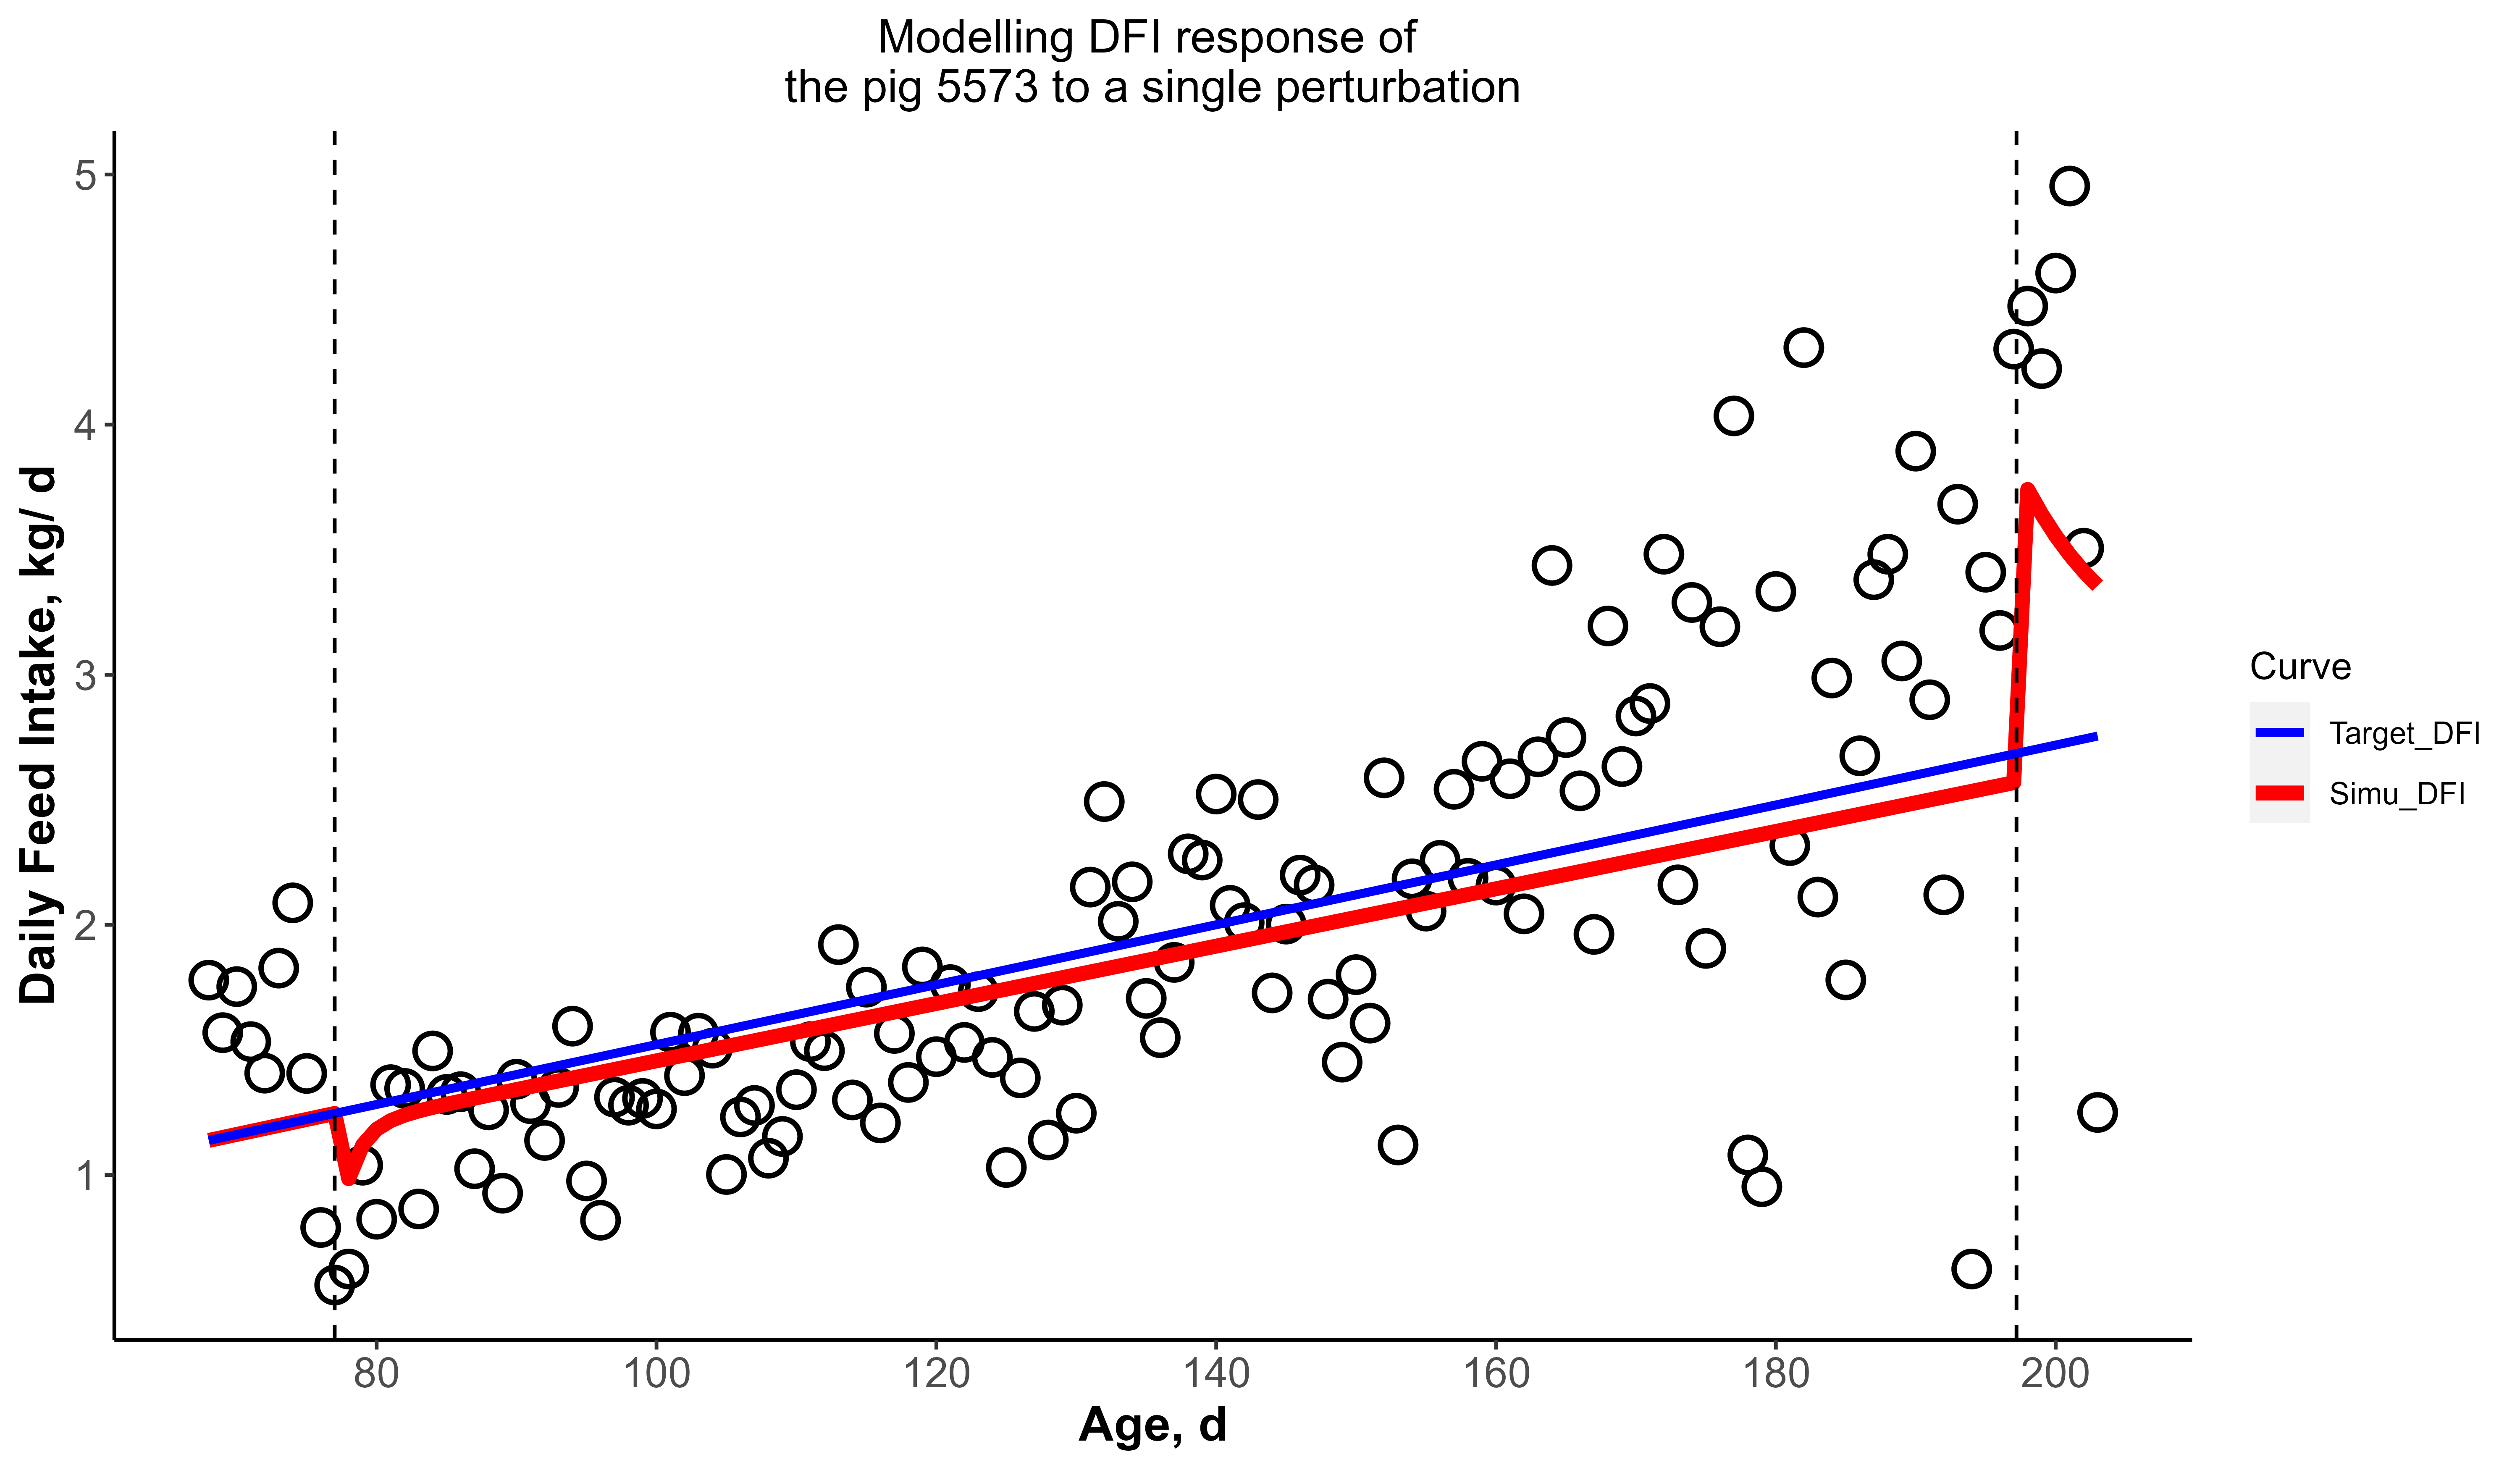 Modelling DFI response of
the pig 5573 to a single perturbation
Daily Feed Intake, kg/ d
5
4
3
2
1
80 100 120 140 160 180 200
Age, d
Curve
Target_DFI
Simu_DFI